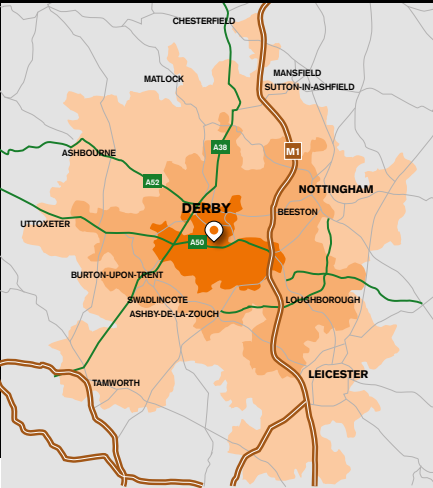 CHESTERFIELD
MANSFIELD
MATLOCK
SUTTON-IN-ASHFIELD
A38
M1
ASHBOURNE
A52
NOTTINGHAM
DERBY
BEESTON
UTTOXETER
A50
BURTON-UPON-TRENT
SWADLINCOTE
LOUGHBOROUGH
ASHBY-DE-LA-ZOUCH
LEICESTER
TAMWORTH